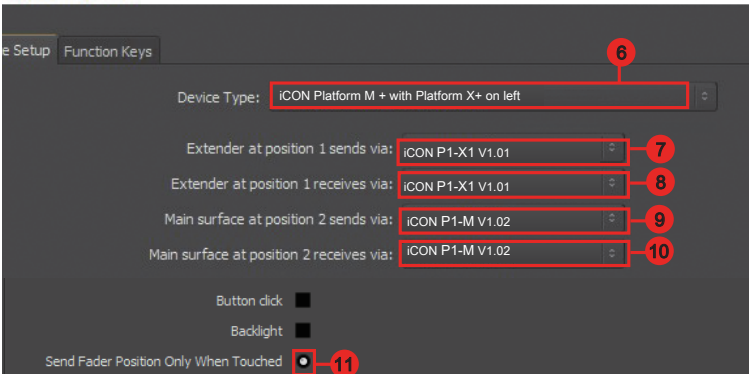 e Setup Function Keys
6
Device Type: iCON Platform M + with Platform X+ on left
Extender at position 1 sends via: iCON P1-X1 V1.01 7
Extender at position 1 receives via: iCON P1-X1 V1.01 8
Main surface at position 2 sends via: iCON P1-M V1.02 9
Main surface at position 2 receives via: iCON P1-M V1.02 10
Button click
Backlight
Send Fader Position Only When Touched 11